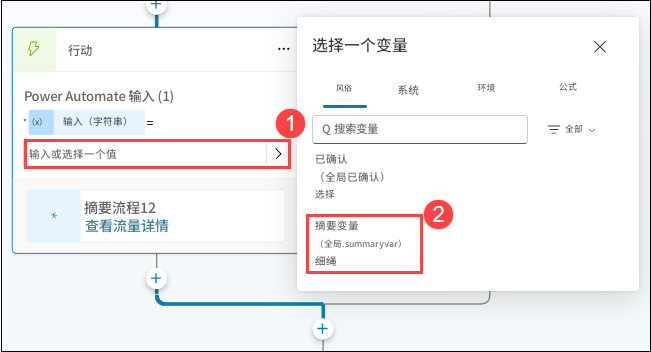 行动
...
Power Automate 输入 (1)
* (x) 输入（字符串） =
输入或选择一个值
1
摘要流程12
查看流量详情
选择一个变量
风俗 系统 环境 公式
搜索变量
全部
已确认
（全局已确认）
选择
2
摘要变量
（全局.summaryvar）
细绳